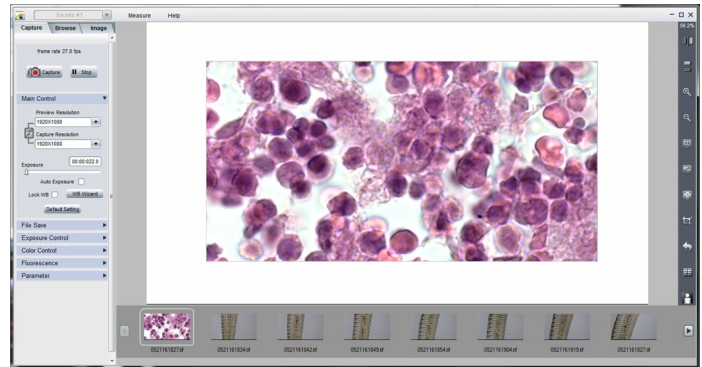 Excelis #1
Measure Help
Capture Browse Image
56.2%
frame rate 27.6 fps
Capture Stop
Main Control
Preview Resolution
1920X1080
Capture Resolution
1920X1080
Exposure
00:00:022.0
Auto Exposure
Lock WB WB Wizard
Default Setting
File Save
Exposure Control
Color Control
Fluorescence
Parameter
0521161827.tif 0521161834.tif 0521161842.tif 0521161849.tif 0521161854.tif 0521161904.tif 0521161919.tif 0521161927.tif